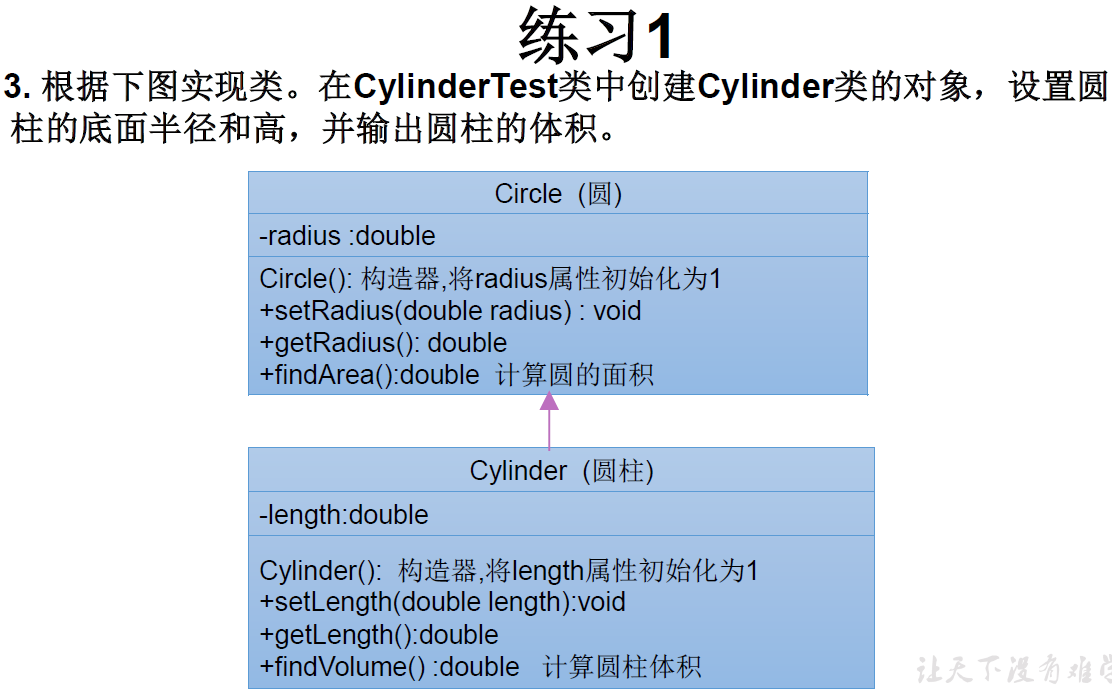 练习1
3. 根据下图实现类。在CylinderTest类中创建Cylinder类的对象，设置圆
柱的底面半径和高，并输出圆柱的体积。
Circle (圆)
-radius :double
Circle(): 构造器,将radius属性初始化为1
+setRadius(double radius) : void
+getRadius(): double
+findArea():double 计算圆的面积
Cylinder (圆柱)
-length:double
Cylinder(): 构造器,将length属性初始化为1
+setLength(double length):void
+getLength():double
+findVolume() :double 计算圆柱体积
让天下没有难学